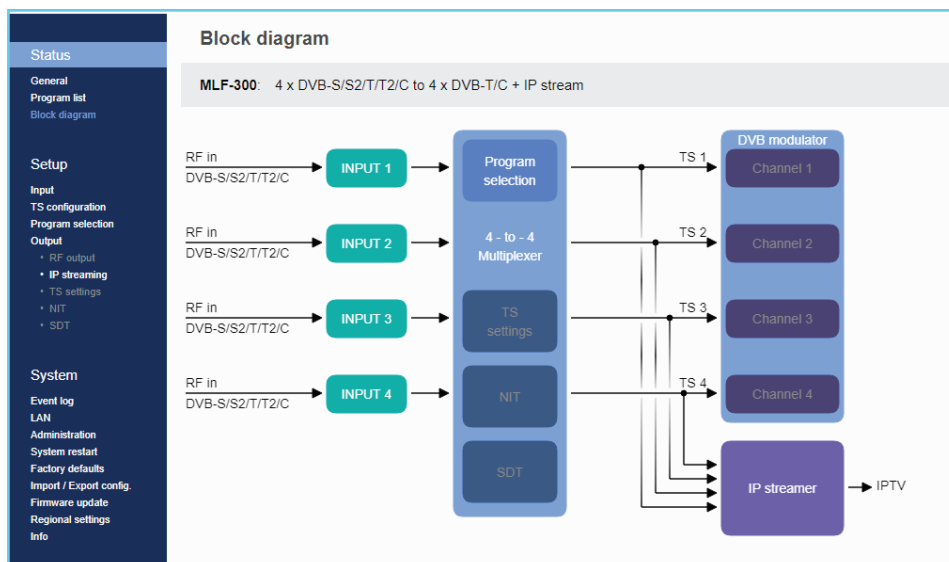 Status
General
Program list
Block diagram
Setup
Input
TS configuration
Program selection
Output
• RF output
• IP streaming
• TS settings
• NIT
• SDT
System
Event log
LAN
Administration
System restart
Factory defaults
Import / Export config.
Firmware update
Regional settings
Info
Block diagram
MLF-300: 4 x DVB-S/S2/T/T2/C to 4 x DVB-T/C + IP stream
RF in
DVB-S/S2/T/T2/C
INPUT 1
RF in
DVB-S/S2/T/T2/C
INPUT 2
RF in
DVB-S/S2/T/T2/C
INPUT 3
RF in
DVB-S/S2/T/T2/C
INPUT 4
Program
selection
4 - to - 4
Multiplexer
TS
settings
NIT
SDT
TS 1
TS 2
TS 3
TS 4
DVB modulator
Channel 1
Channel 2
Channel 3
Channel 4
IP streamer
IPTV